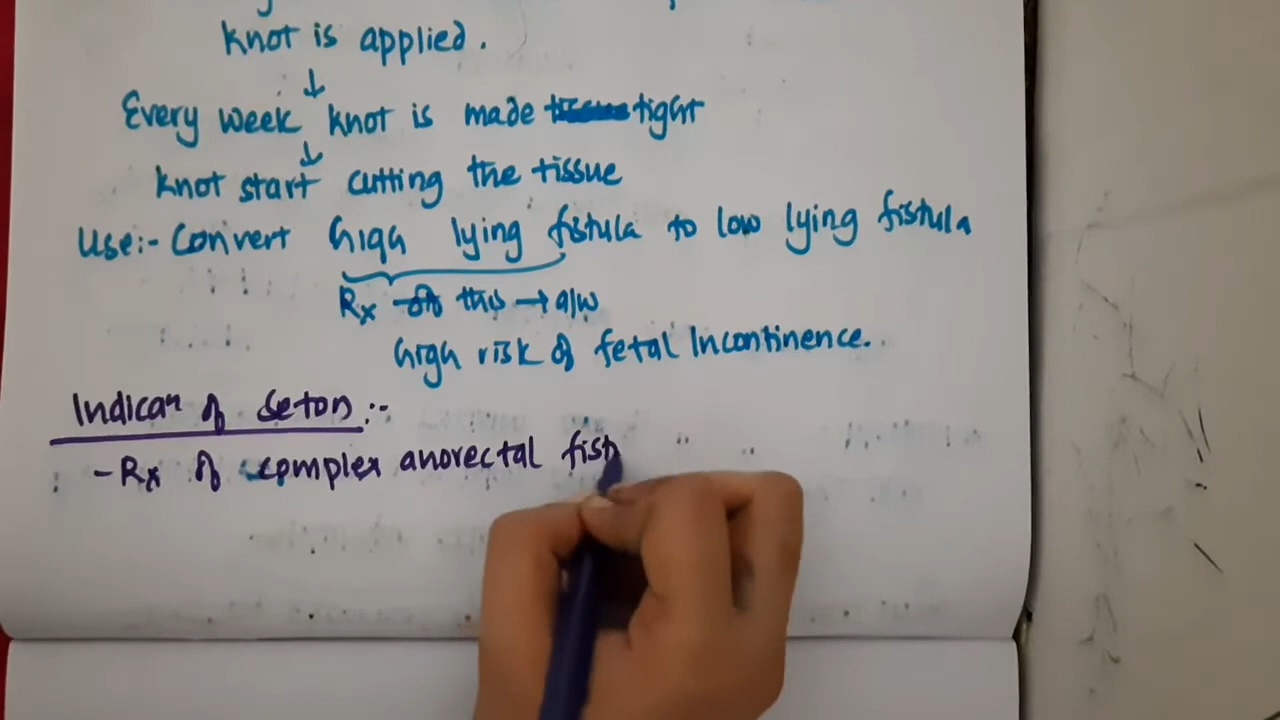 knot is applied.
↓
Every week knot is made tight
↓
knot start cutting the tissue
Use:- Convert high lying fistula to low lying fistula
Rx of this → a/w
high risk of fetal Incontinence.
Indicaⁿ of seton :-
- Rx of complex anorectal fist